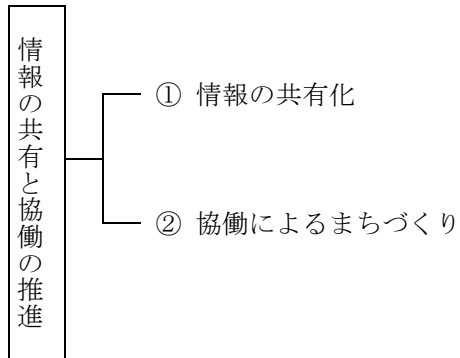 情報の共有と協働の推進
① 情報の共有化
② 協働によるまちづくり